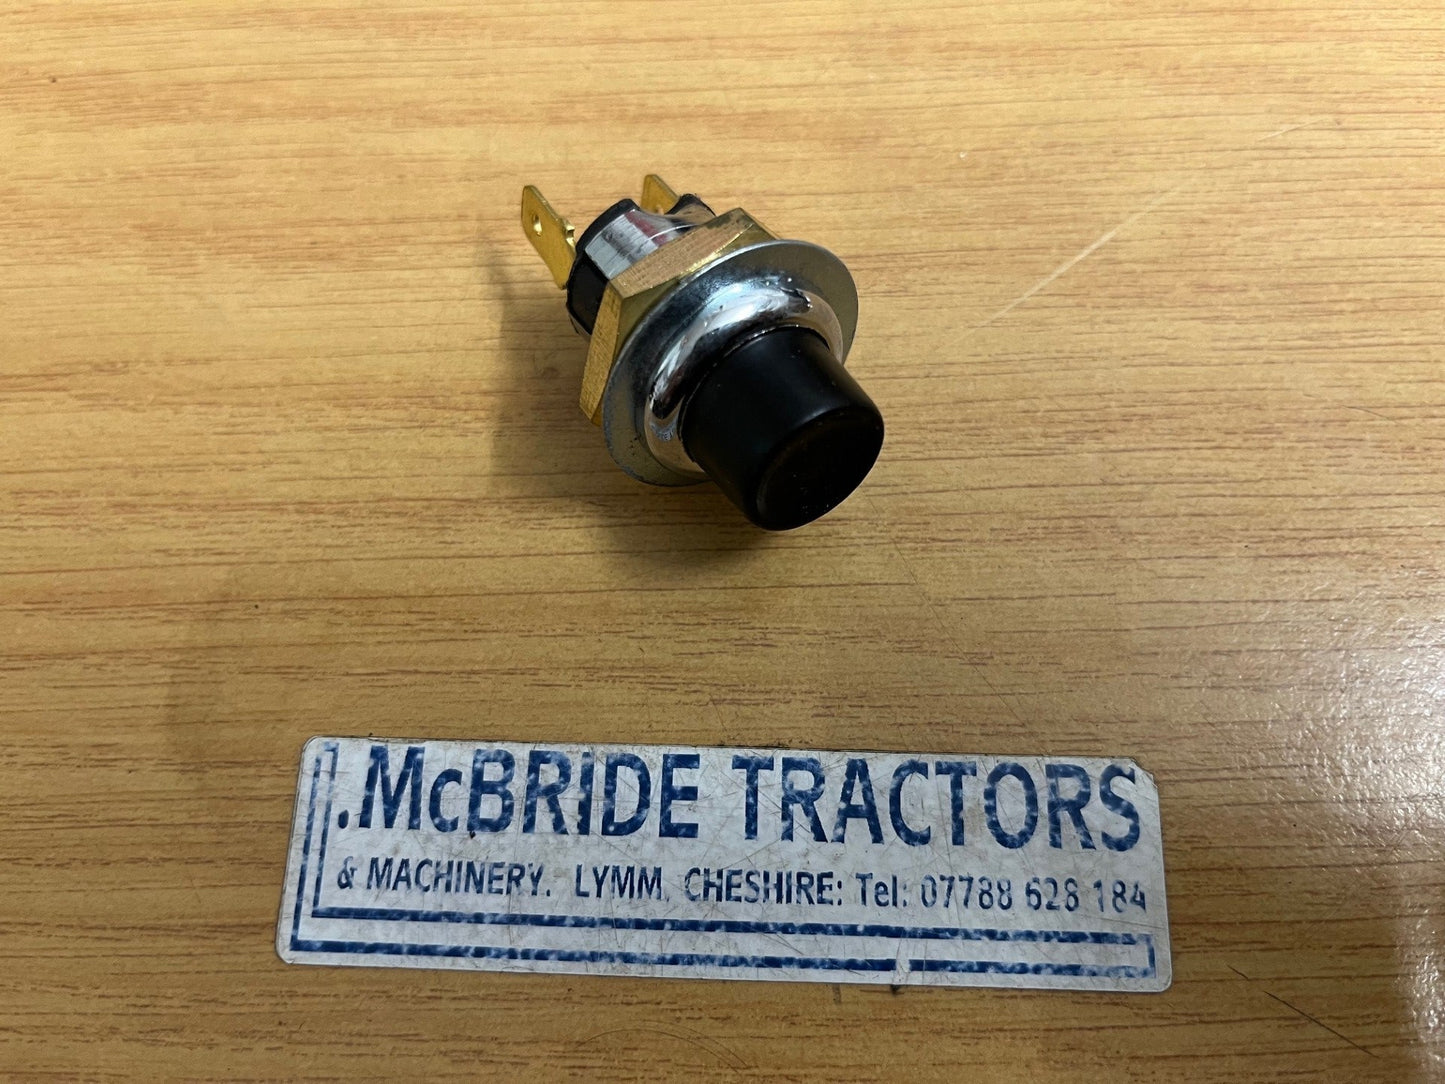 .McBRIDE TRACTORS
& MACHINERY. LYMM, CHESHIRE: Tel: 07788 628 184